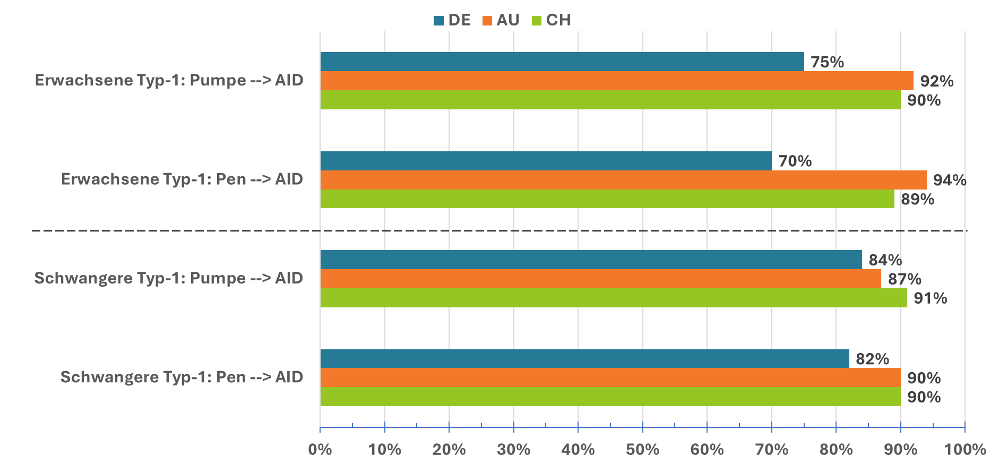 DE AU CH
Erwachsene Typ-1: Pumpe --> AID
75%
92%
90%
Erwachsene Typ-1: Pen --> AID
70%
94%
89%
Schwangere Typ-1: Pumpe --> AID
84%
87%
91%
Schwangere Typ-1: Pen --> AID
82%
90%
90%
0% 10% 20% 30% 40% 50% 60% 70% 80% 90% 100%